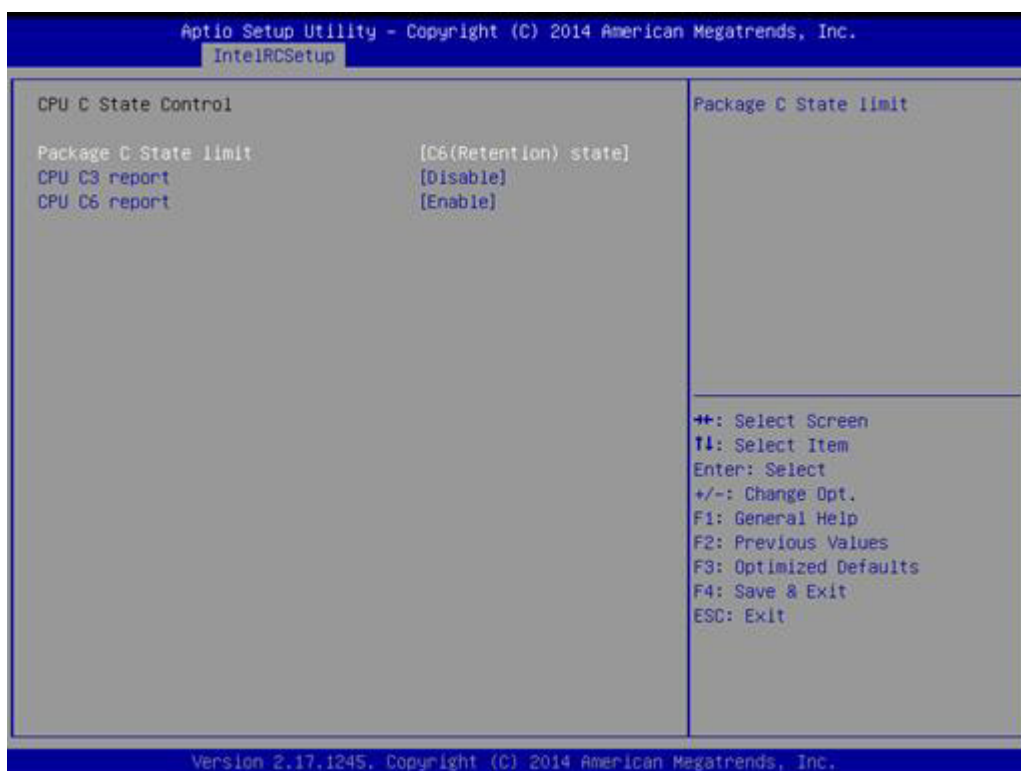 Aptio Setup Utility - Copyright (C) 2014 American Megatrends, Inc.
IntelRCSetup
CPU C State Control
Package C State limit [C6(Retention) state]
CPU C3 report [Disable]
CPU C6 report [Enable]
Package C State limit
→←: Select Screen
↑↓: Select Item
Enter: Select
+/-: Change Opt.
F1: General Help
F2: Previous Values
F3: Optimized Defaults
F4: Save & Exit
ESC: Exit
Version 2.17.1245. Copyright (C) 2014 American Megatrends, Inc.